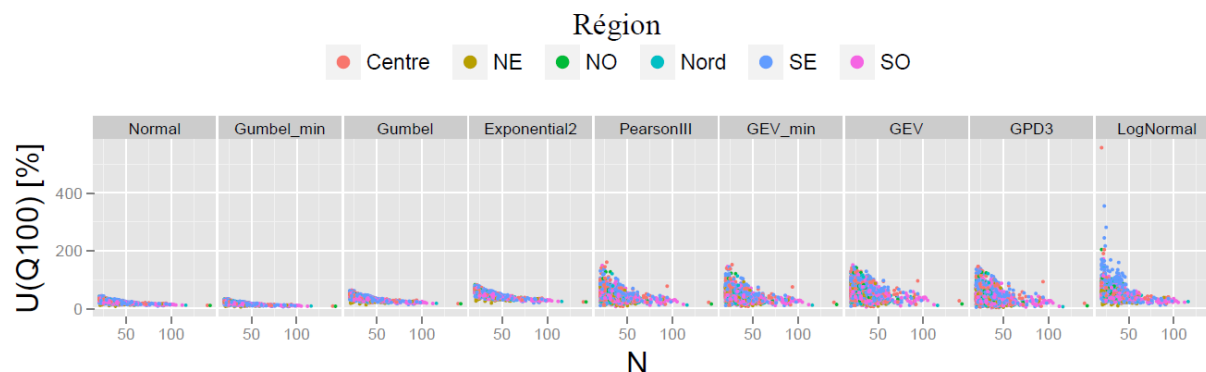 Région
Centre NE NO Nord SE SO
Normal Gumbel_min Gumbel Exponential2 PearsonIII GEV_min GEV GPD3 LogNormal
U(Q100) [%]
400
200
0
50 100 50 100 50 100 50 100 50 100 50 100 50 100 50 100 50 100
N